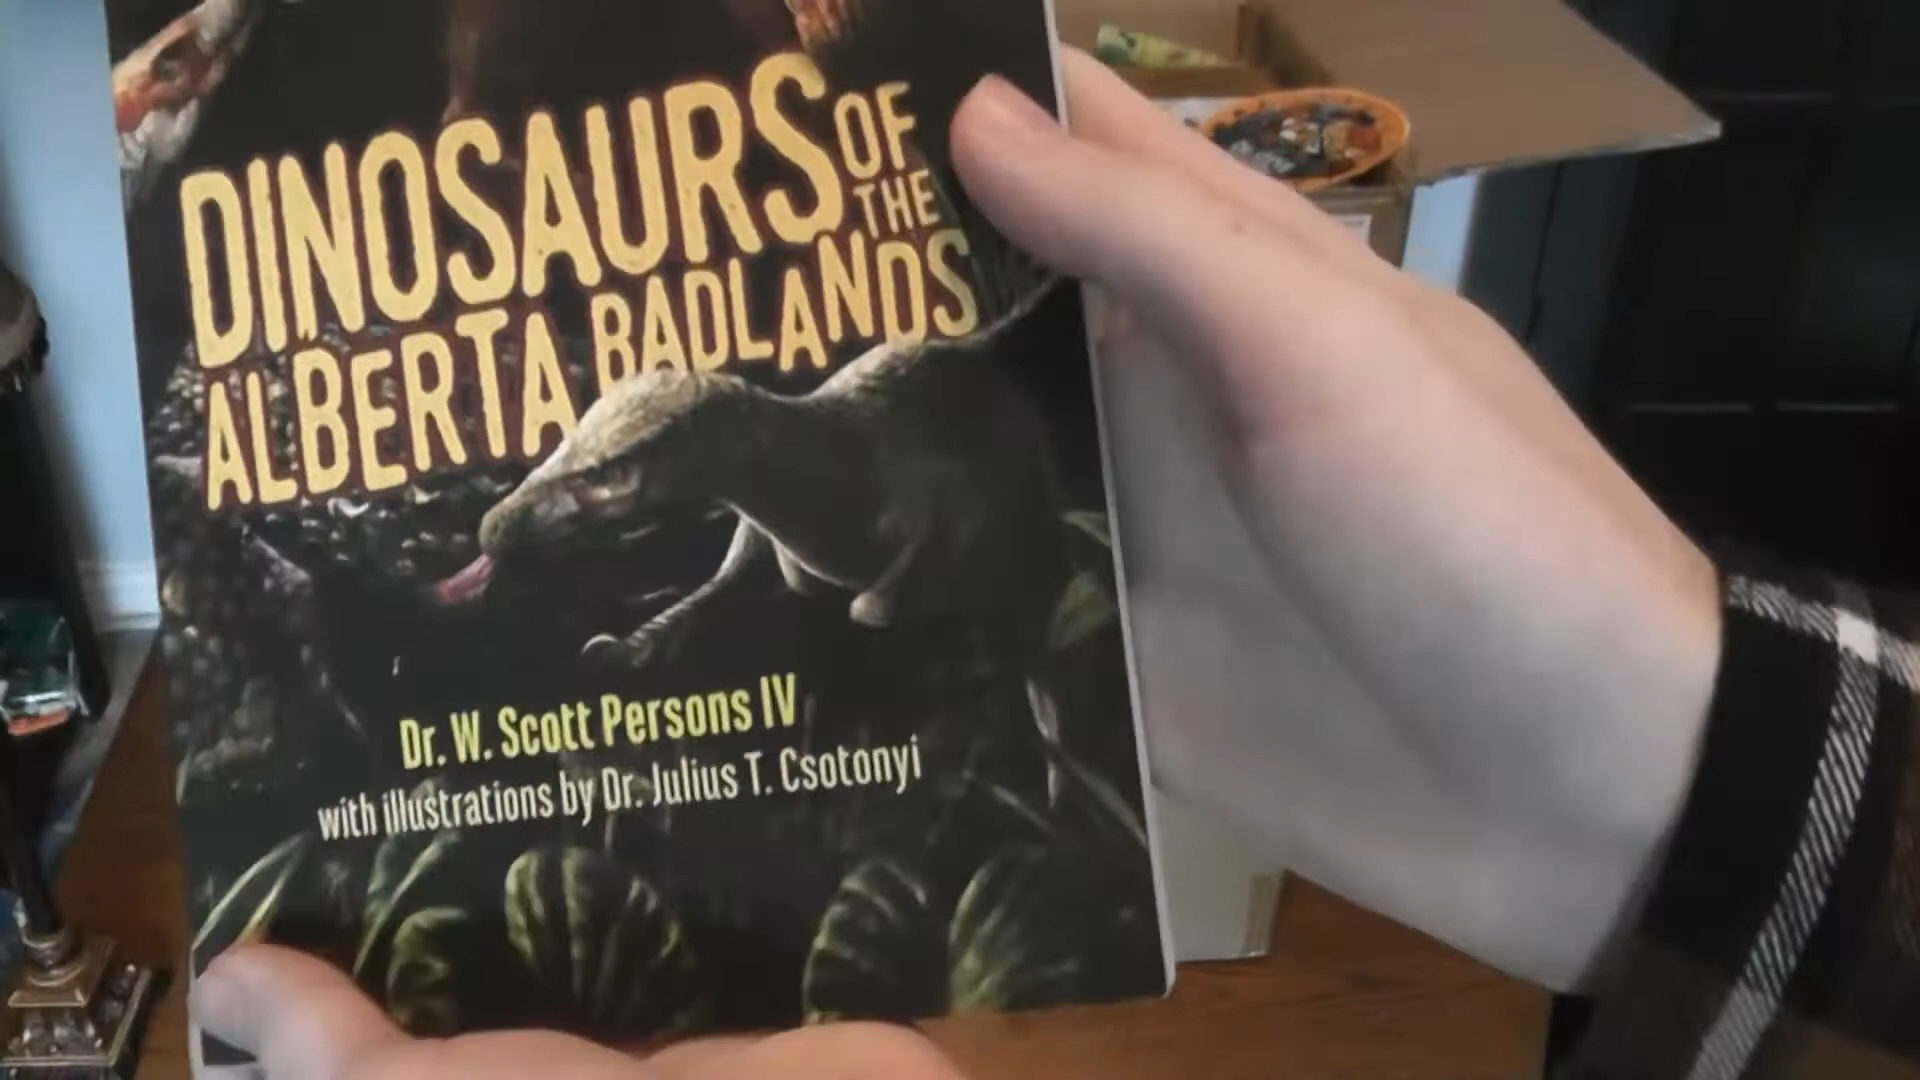 DINOSAURS OF
THE
ALBERTA BADLANDS
Dr. W. Scott Persons IV
with illustrations by Dr. Julius T. Csotonyi